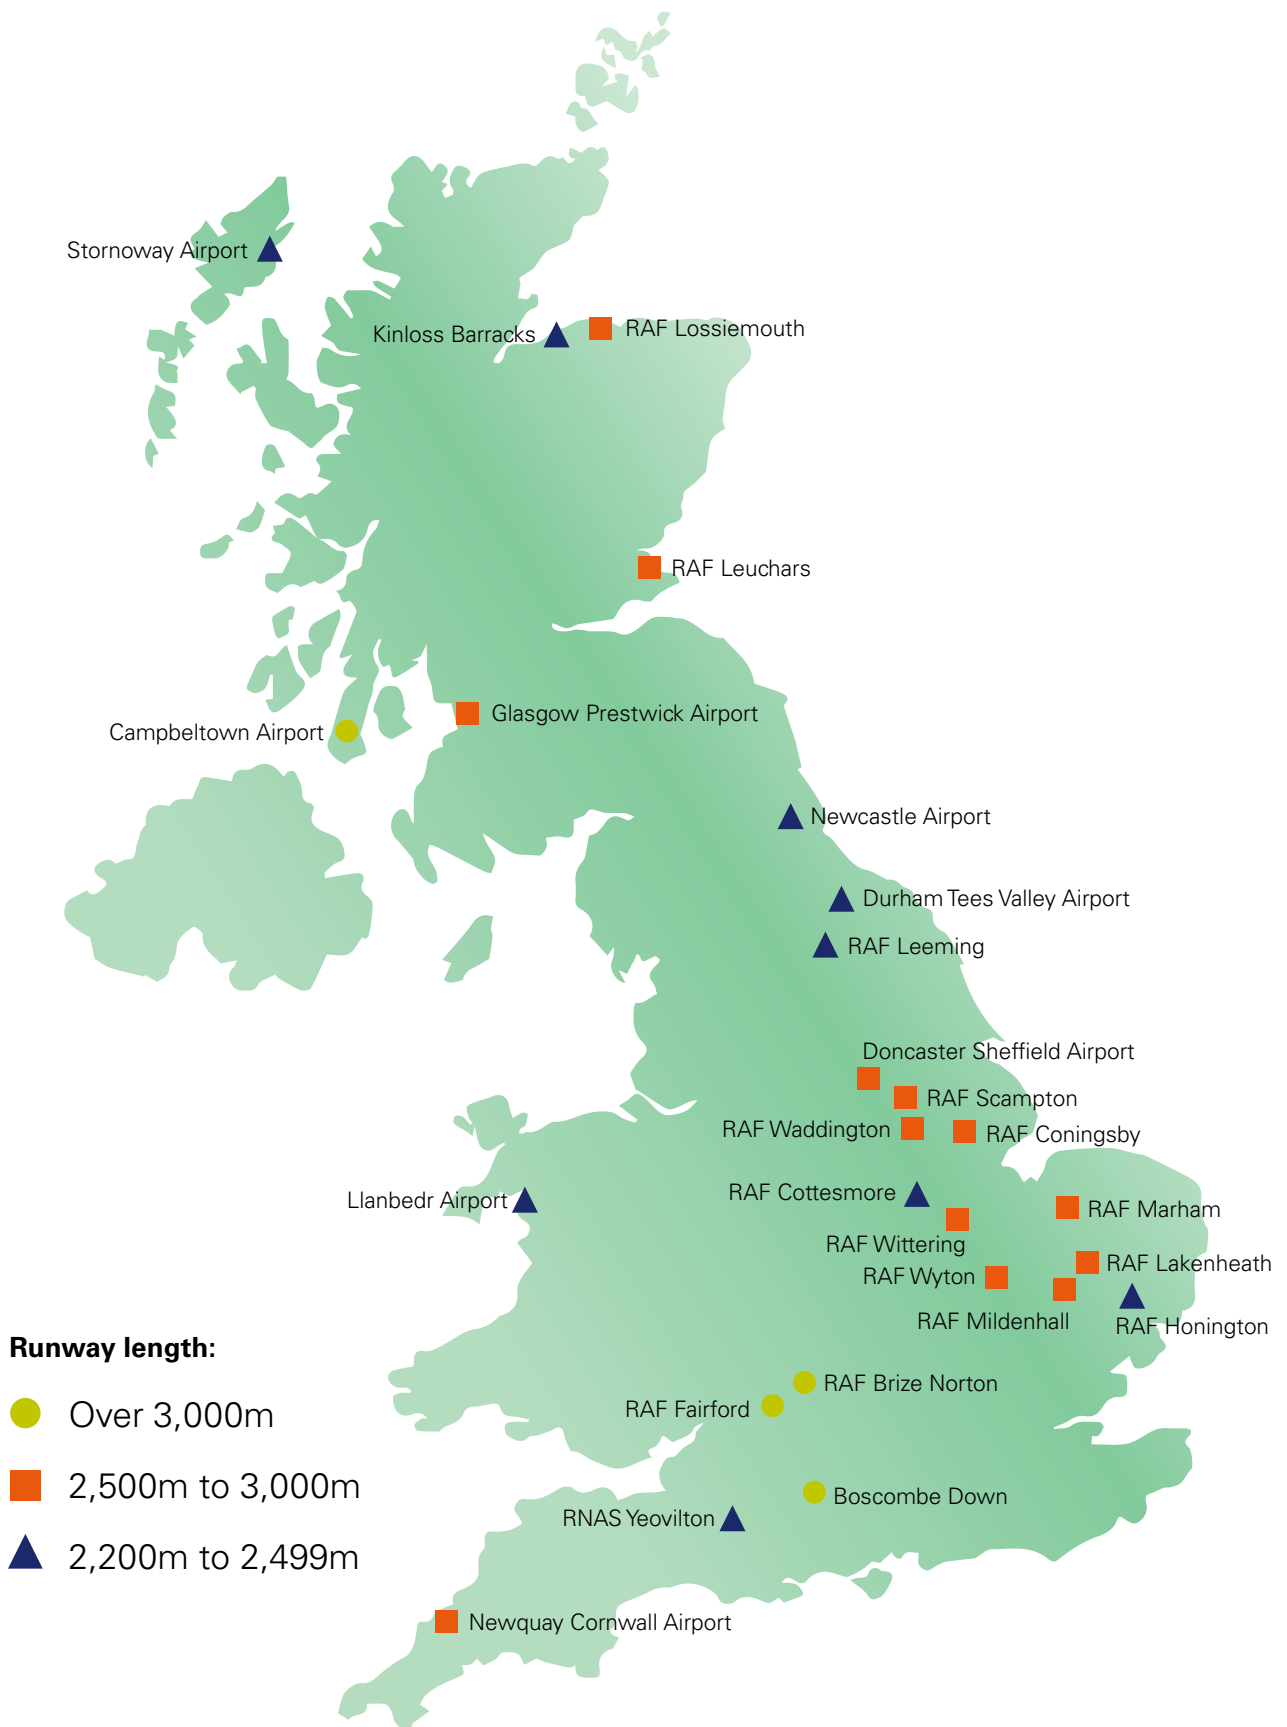 Stornoway Airport
Kinloss Barracks
RAF Lossiemouth
RAF Leuchars
Glasgow Prestwick Airport
Campbeltown Airport
Newcastle Airport
Durham Tees Valley Airport
RAF Leeming
Doncaster Sheffield Airport
RAF Scampton
RAF Waddington
RAF Coningsby
RAF Cottesmore
Llanbedr Airport
RAF Marham
RAF Wittering
RAF Lakenheath
RAF Wyton
RAF Mildenhall
RAF Honington
Runway length:
Over 3,000m
2,500m to 3,000m
2,200m to 2,499m
RAF Brize Norton
RAF Fairford
Boscombe Down
RNAS Yeovilton
Newquay Cornwall Airport